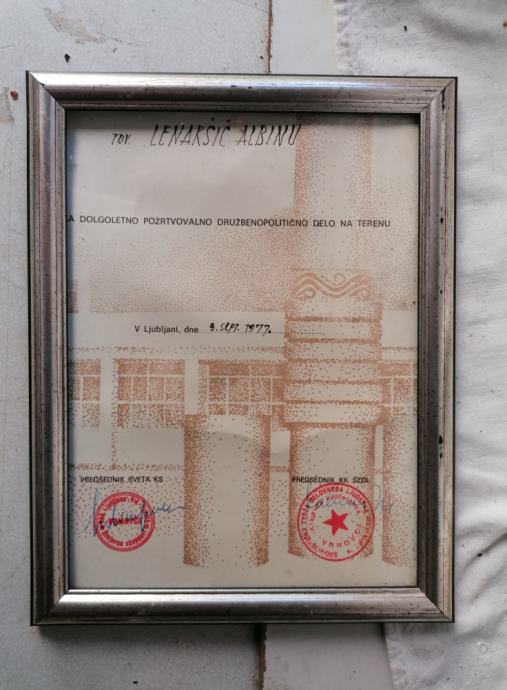 TOV. LENARŠIČ ALBINU
ZA DOLGOLETNO POŽRTVOVALNO DRUŽBENOPOLITIČNO DELO NA TERENU
V Ljubljani, dne 9. SEPT. 1977.
PREDSEDNIK SVETA KS
PREDSEDNIK KK SZDL
VRHOVCI
VRHOVCI